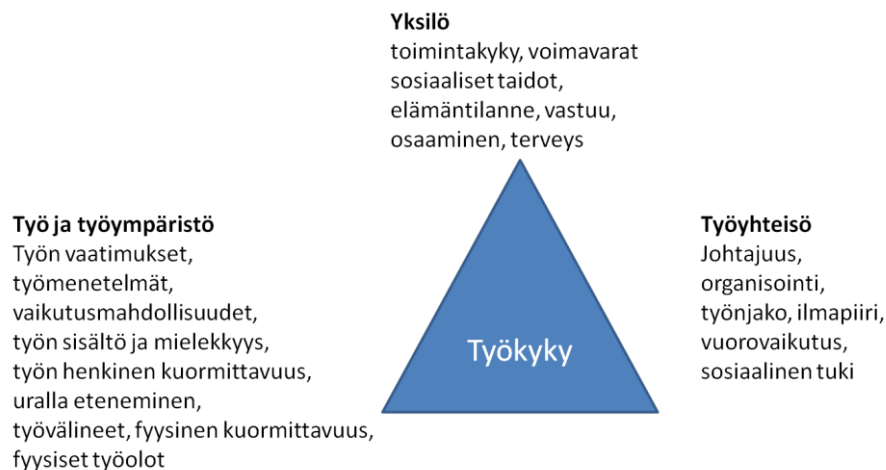 Yksilö
toimintakyky, voimavarat
sosiaaliset taidot,
elämäntilanne, vastuu,
osaaminen, terveys
Työ ja työympäristö
Työn vaatimukset,
työmenetelmät,
vaikutusmahdollisuudet,
työn sisältö ja mielekkyys,
työn henkinen kuormittavuus,
uralla eteneminen,
työvälineet, fyysinen kuormittavuus,
fyysiset työolot
Työkyky
Työyhteisö
Johtajuus,
organisointi,
työnjako, ilmapiiri,
vuorovaikutus,
sosiaalinen tuki